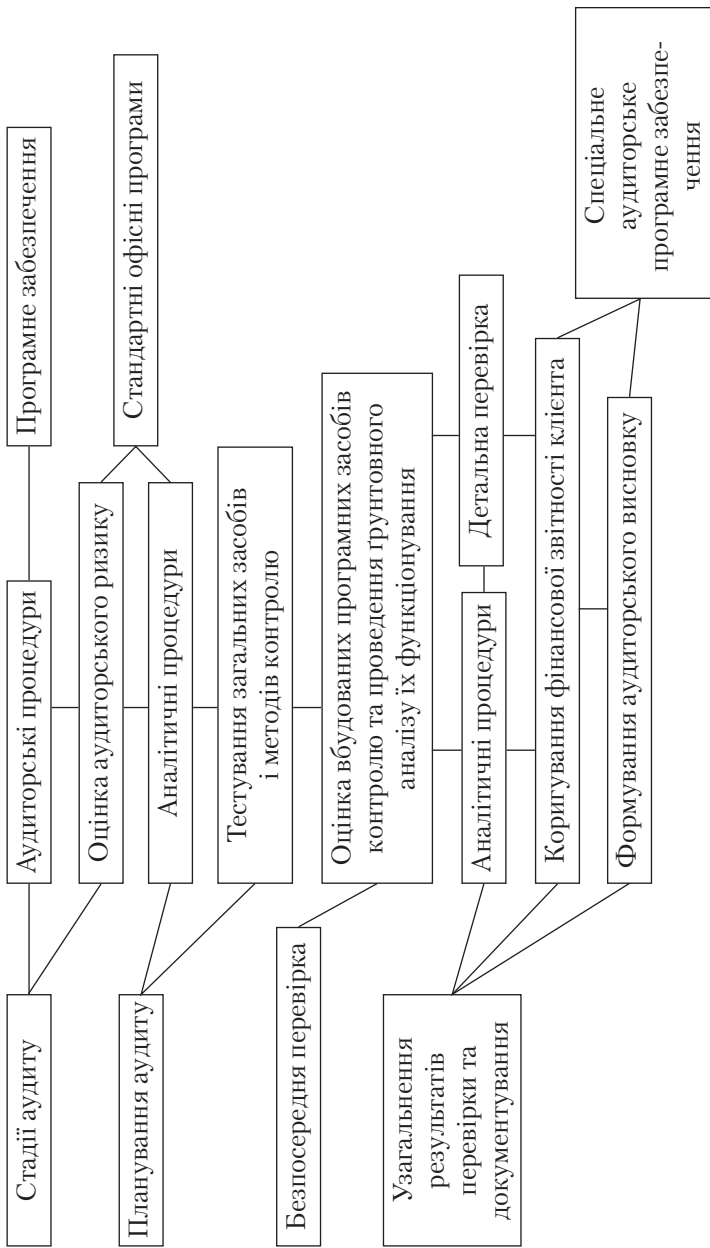 Стадії аудиту
Аудиторські процедури
Програмне забезпечення
Оцінка аудиторського ризику
Стандартні офісні програми
Планування аудиту
Аналітичні процедури
Тестування загальних засобів
і методів контролю
Безпосередня перевірка
Оцінка вбудованих програмних засобів
контролю та проведення ґрунтовного
аналізу їх функціонування
Узагальнення
результатів
перевірки та
документування
Аналітичні процедури
Детальна перевірка
Коригування фінансової звітності клієнта
Формування аудиторського висновку
Спеціальне
аудиторське
програмне забезпе-
чення